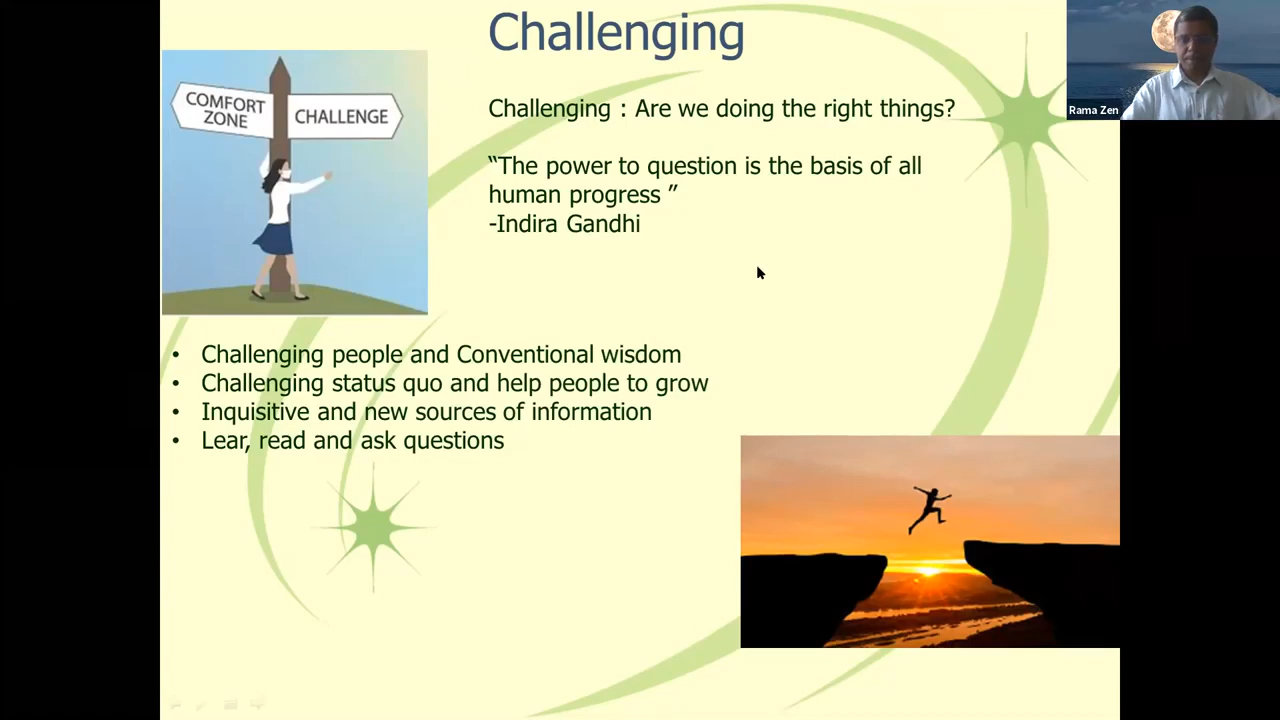 Challenging
COMFORT
ZONE
CHALLENGE
Rama Zen
Challenging : Are we doing the right things?
“The power to question is the basis of all
human progress ”
-Indira Gandhi
• Challenging people and Conventional wisdom
• Challenging status quo and help people to grow
• Inquisitive and new sources of information
• Lear, read and ask questions